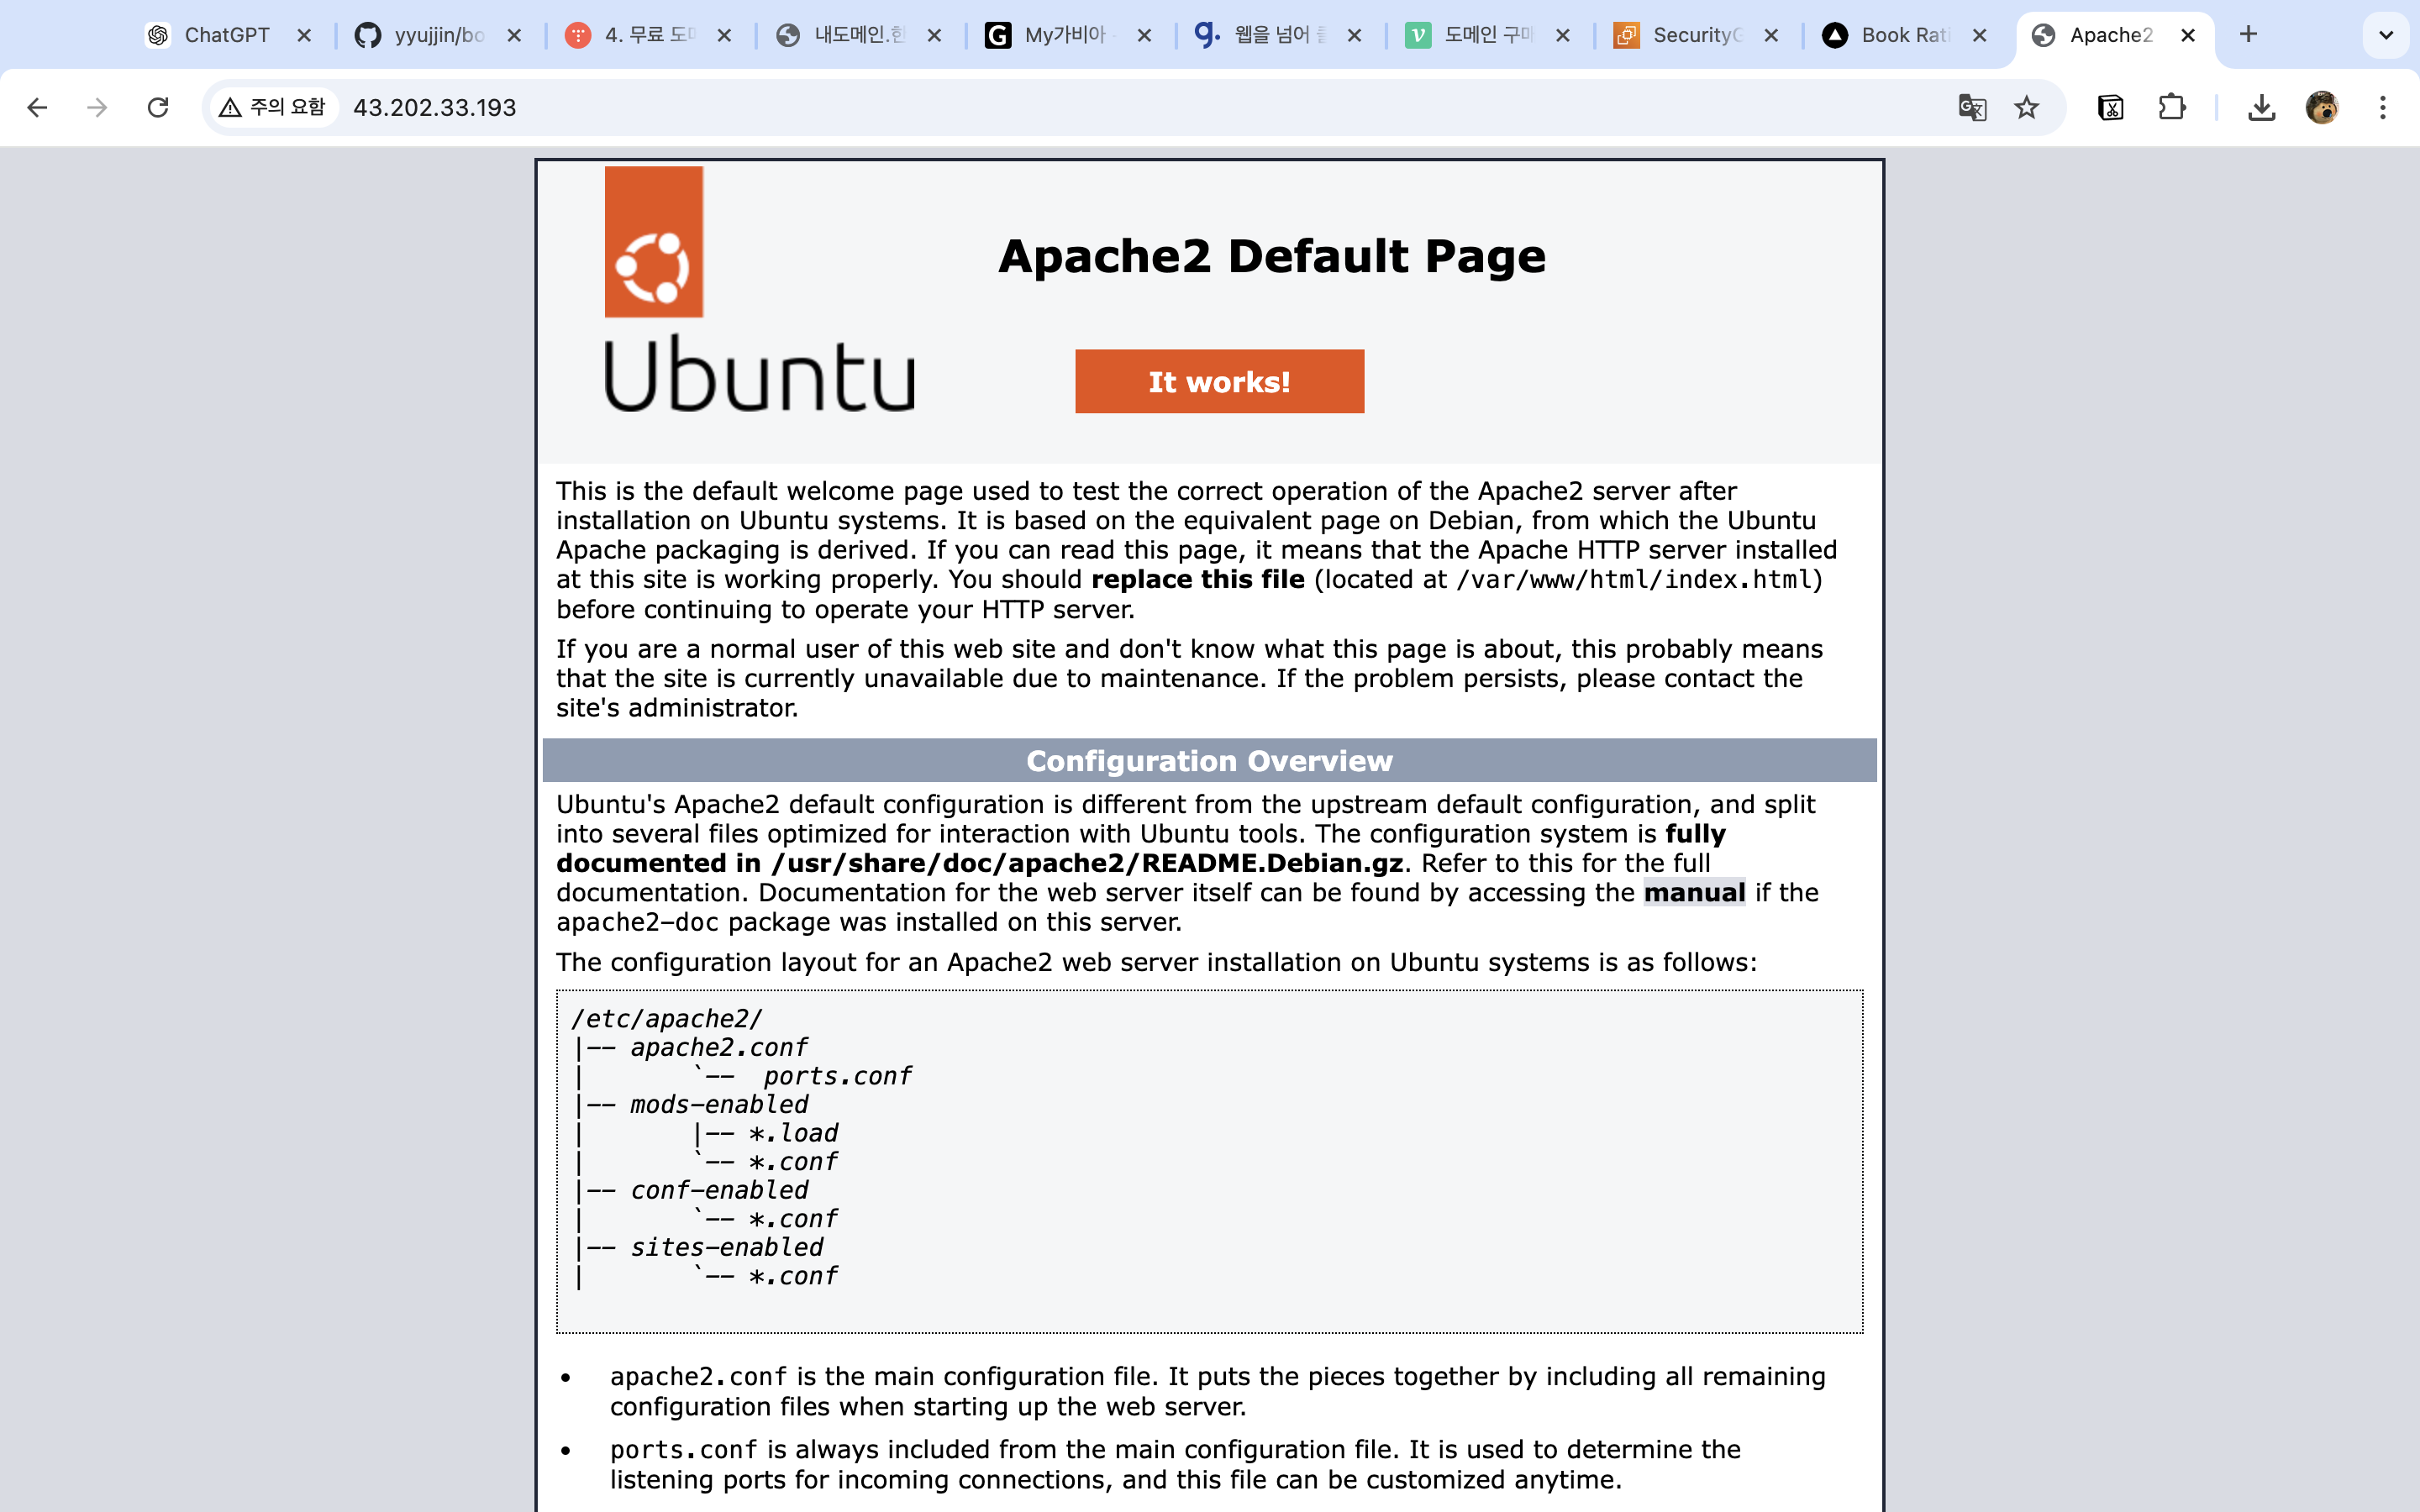 ChatGPT
yyujjin/bo
4. 무료 도
내도메인.한
My가비아
g. 웹을 넘어
도메인 구매
SecurityG
Book Rati
Apache2
주의 요함 43.202.33.193
Apache2 Default Page
Ubuntu
It works!
This is the default welcome page used to test the correct operation of the Apache2 server after
installation on Ubuntu systems. It is based on the equivalent page on Debian, from which the Ubuntu
Apache packaging is derived. If you can read this page, it means that the Apache HTTP server installed
at this site is working properly. You should replace this file (located at /var/www/html/index.html)
before continuing to operate your HTTP server.
If you are a normal user of this web site and don't know what this page is about, this probably means
that the site is currently unavailable due to maintenance. If the problem persists, please contact the
site's administrator.
Configuration Overview
Ubuntu's Apache2 default configuration is different from the upstream default configuration, and split
into several files optimized for interaction with Ubuntu tools. The configuration system is fully
documented in /usr/share/doc/apache2/README.Debian.gz. Refer to this for the full
documentation. Documentation for the web server itself can be found by accessing the manual if the
apache2-doc package was installed on this server.
The configuration layout for an Apache2 web server installation on Ubuntu systems is as follows:
/etc/apache2/
|-- apache2.conf
|       `--  ports.conf
|-- mods-enabled
|       |-- *.load
|       `-- *.conf
|-- conf-enabled
|       `-- *.conf
|-- sites-enabled
|       `-- *.conf
• apache2.conf is the main configuration file. It puts the pieces together by including all remaining
configuration files when starting up the web server.
• ports.conf is always included from the main configuration file. It is used to determine the
listening ports for incoming connections, and this file can be customized anytime.